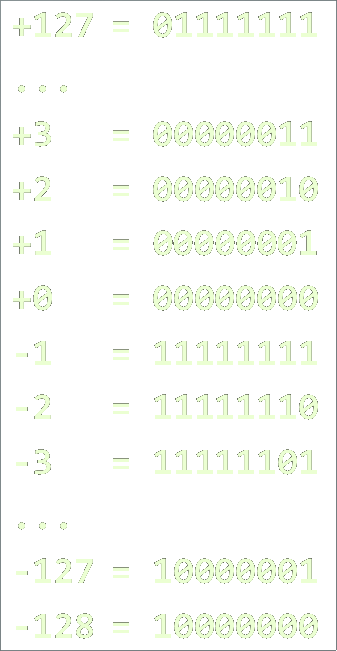 +127 = 01111111
...
+3 = 00000011
+2 = 00000010
+1 = 00000001
+0 = 00000000
-1 = 11111111
-2 = 11111110
-3 = 11111101
...
-127 = 10000001
-128 = 10000000